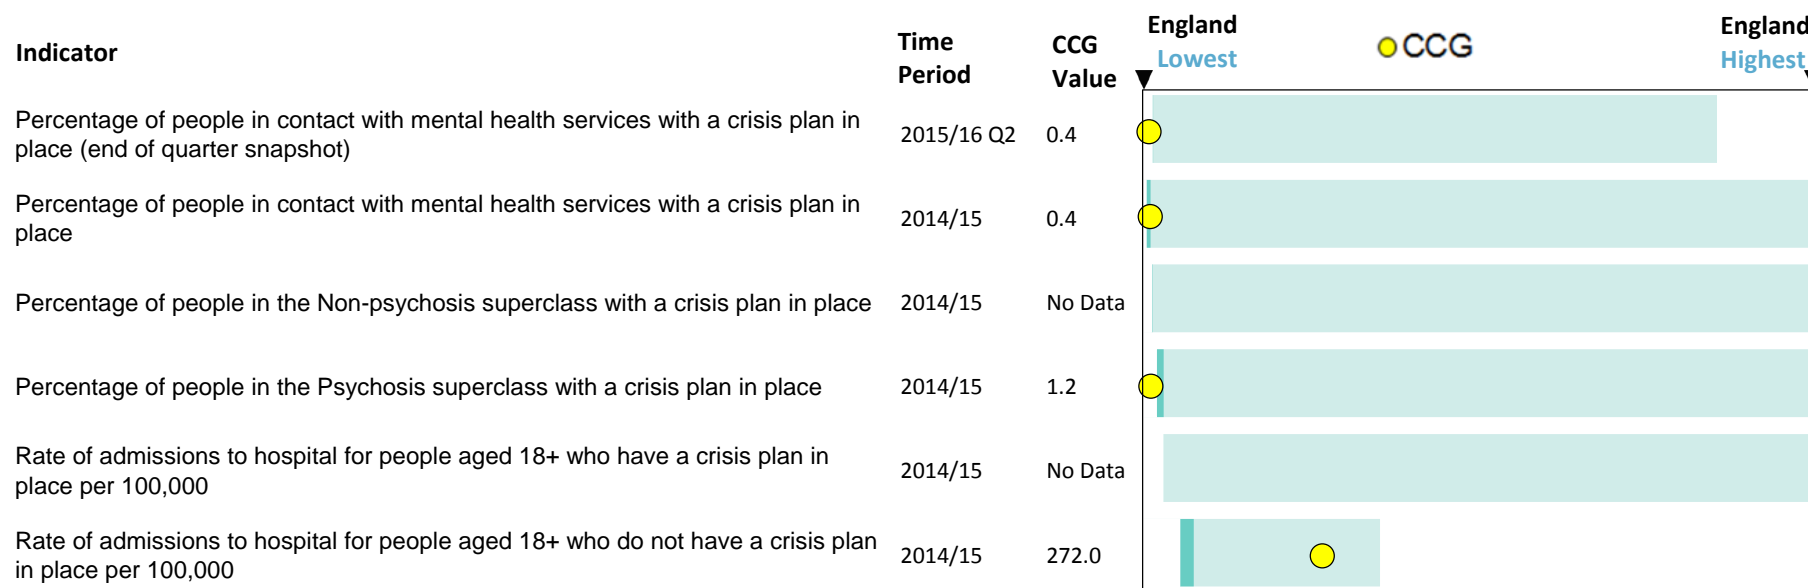 Indicator
Time Period
CCG Value
England Lowest
CCG
England Highest
Percentage of people in contact with mental health services with a crisis plan in
place (end of quarter snapshot)
2015/16 Q2
0.4
Percentage of people in contact with mental health services with a crisis plan in
place
2014/15
0.4
Percentage of people in the Non-psychosis superclass with a crisis plan in place
2014/15
No Data
Percentage of people in the Psychosis superclass with a crisis plan in place
2014/15
1.2
Rate of admissions to hospital for people aged 18+ who have a crisis plan in
place per 100,000
2014/15
No Data
Rate of admissions to hospital for people aged 18+ who do not have a crisis plan
in place per 100,000
2014/15
272.0